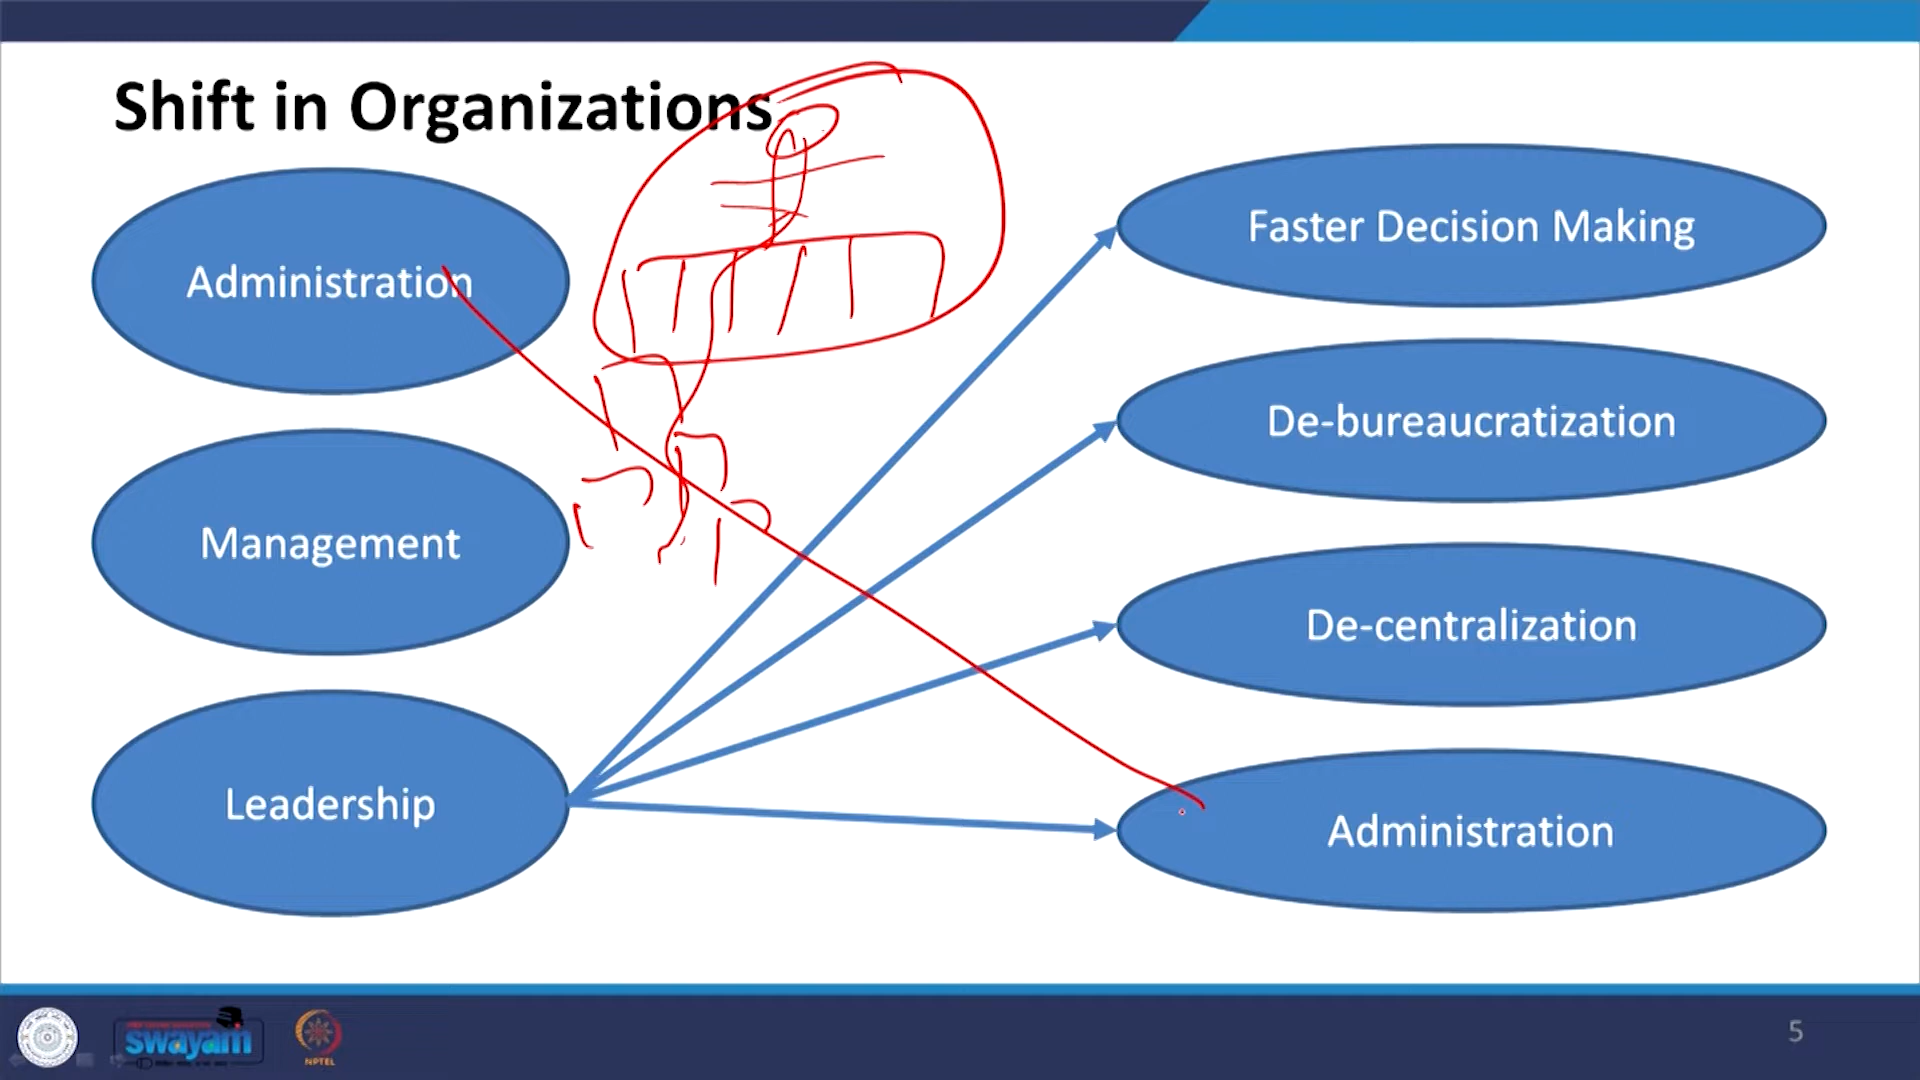 Shift in Organizations
Administration
Management
Leadership
Faster Decision Making
De-bureaucratization
De-centralization
Administration
swayam
NPTEL
5